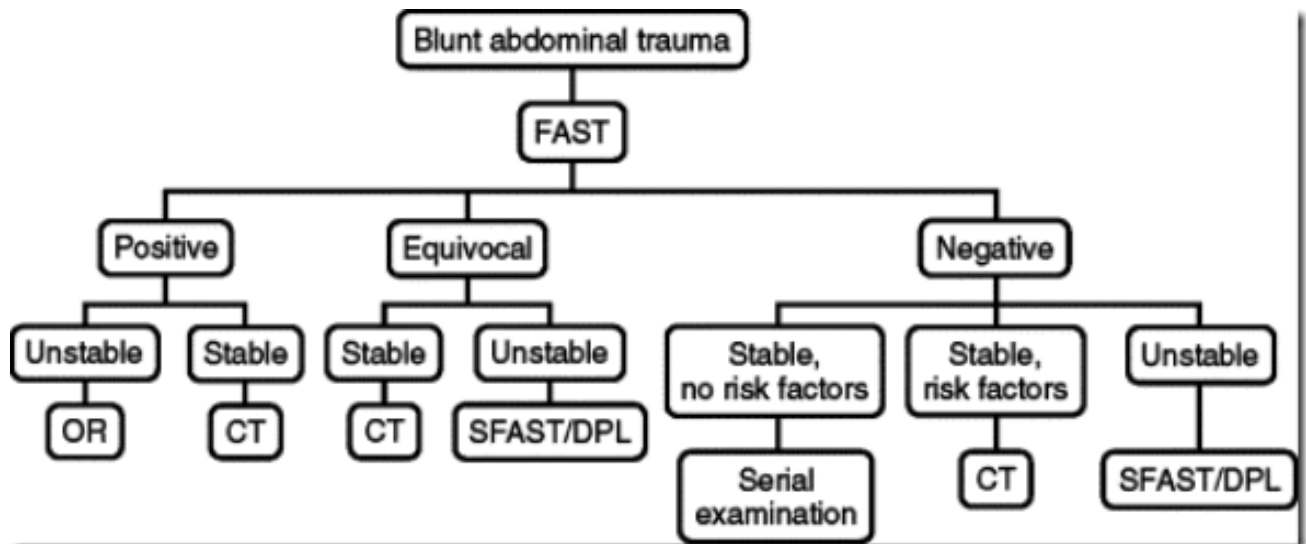 Blunt abdominal trauma
FAST
Positive
Equivocal
Negative
Unstable
Stable
Stable
Unstable
Stable,
no risk factors
Stable,
risk factors
Unstable
OR
CT
CT
SFAST/DPL
Serial
examination
CT
SFAST/DPL